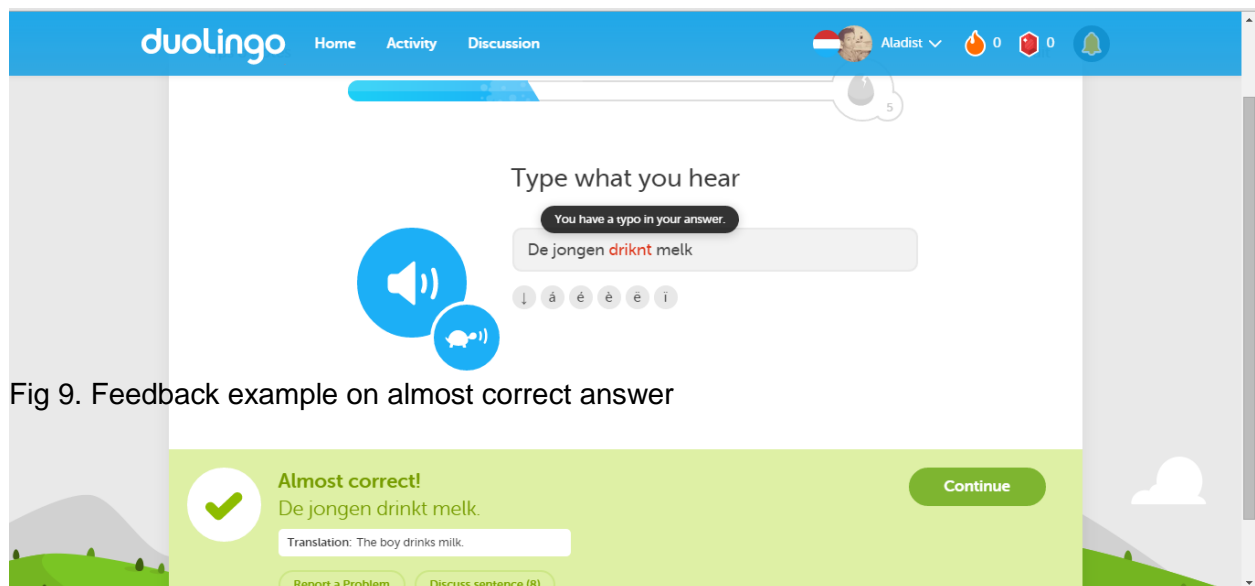 duolingo Home Activity Discussion Aladist 0 0
5
Type what you hear
You have a typo in your answer.
De jongen driknt melk
↓ á é è ë ï
Fig 9. Feedback example on almost correct answer
Almost correct!
Continue
De jongen drinkt melk.
Translation: The boy drinks milk.
Report a Problem Discuss sentence (8)